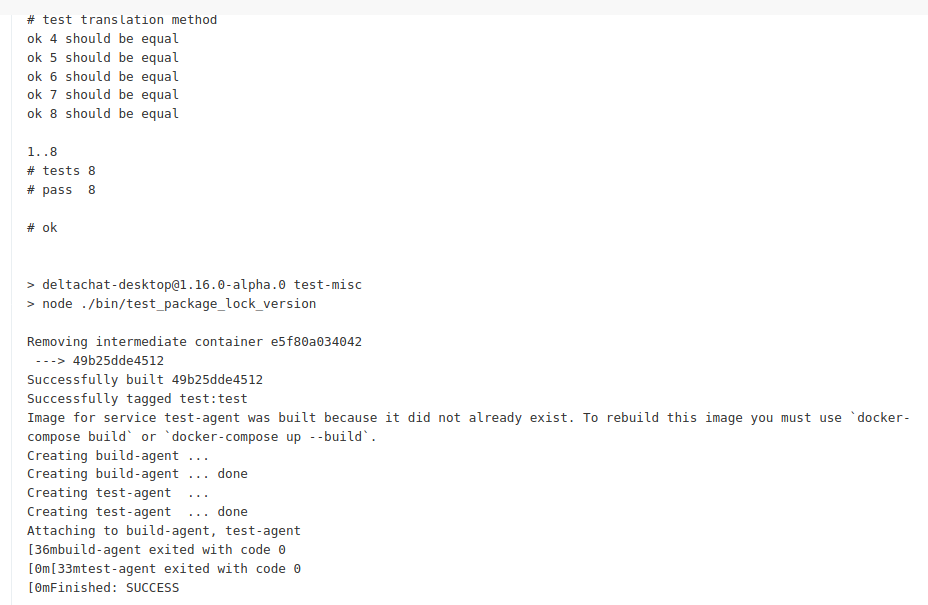 # test translation method
ok 4 should be equal
ok 5 should be equal
ok 6 should be equal
ok 7 should be equal
ok 8 should be equal
1..8
# tests 8
# pass  8
# ok
> deltachat-desktop@1.16.0-alpha.0 test-misc
> node ./bin/test_package_lock_version
Removing intermediate container e5f80a034042
 ---> 49b25dde4512
Successfully built 49b25dde4512
Successfully tagged test:test
Image for service test-agent was built because it did not already exist. To rebuild this image you must use `docker-
compose build` or `docker-compose up --build`.
Creating build-agent ...
Creating build-agent ... done
Creating test-agent  ...
Creating test-agent  ... done
Attaching to build-agent, test-agent
[36mbuild-agent exited with code 0
[0m[33mtest-agent exited with code 0
[0mFinished: SUCCESS